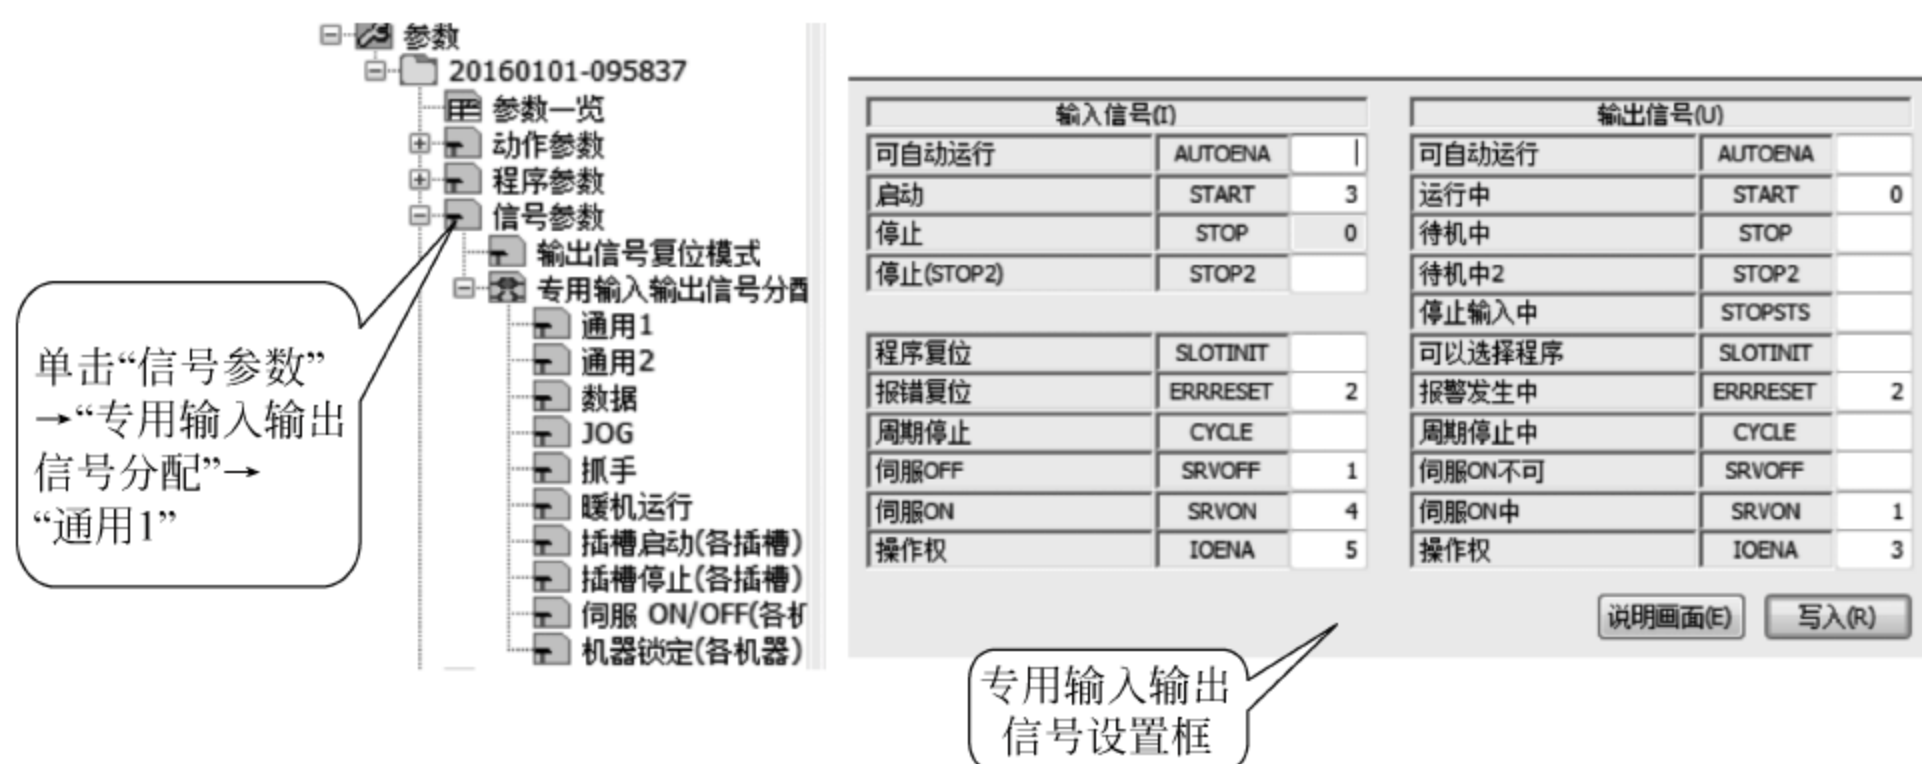 参数
20160101-095837
参数一览
动作参数
程序参数
信号参数
输出信号复位模式
专用输入输出信号分配
通用1
通用2
数据
JOG
抓手
暖机运行
插槽启动(各插槽)
插槽停止(各插槽)
伺服 ON/OFF(各机
机器锁定(各机器)
单击“信号参数”
→“专用输入输出
信号分配”→
“通用1”
输入信号(I)
可自动运行 AUTOENA
启动 START 3
停止 STOP 0
停止(STOP2) STOP2
程序复位 SLOTINIT
报错复位 ERRRESET 2
周期停止 CYCLE
伺服OFF SRVOFF 1
伺服ON SRVON 4
操作权 IOENA 5
输出信号(U)
可自动运行 AUTOENA
运行中 START 0
待机中 STOP
待机中2 STOP2
停止输入中 STOPSTS
可以选择程序 SLOTINIT
报警发生中 ERRRESET 2
周期停止中 CYCLE
伺服ON不可 SRVOFF
伺服ON中 SRVON 1
操作权 IOENA 3
说明画面(E) 写入(R)
专用输入输出
信号设置框